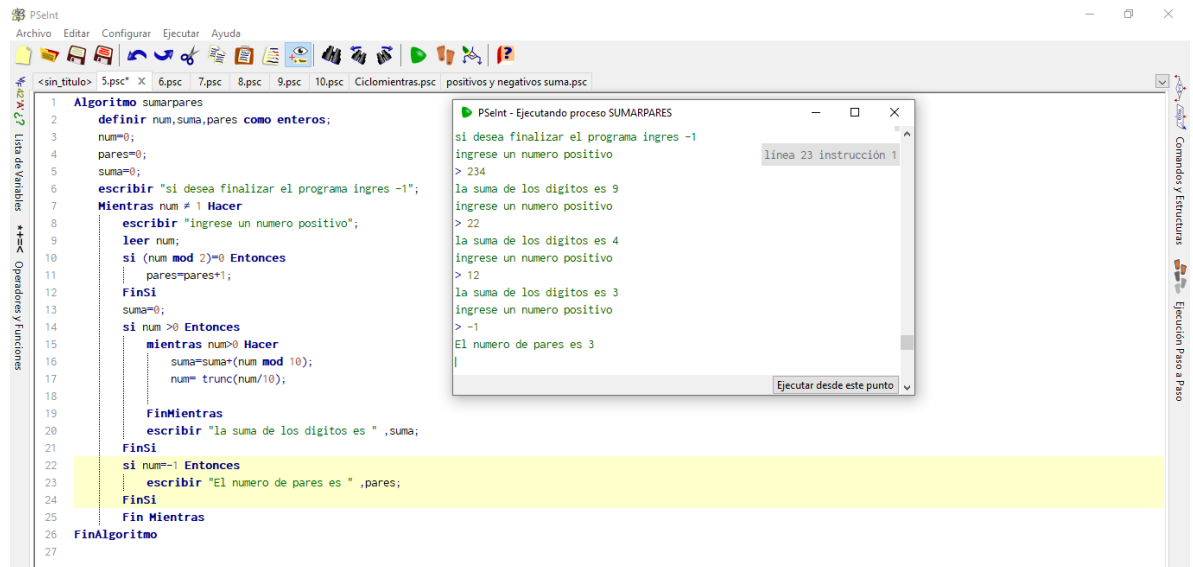 PSeInt
Archivo Editar Configurar Ejecutar Ayuda
<sin_titulo> 5.psc* X 6.psc 7.psc 8.psc 9.psc 10.psc Ciclomientras.psc positivos y negativos suma.psc
1 Algoritmo sumarpares
2 definir num,suma,pares como enteros;
3 num=0;
4 pares=0;
5 suma=0;
6 escribir "si desea finalizar el programa ingres -1";
7 Mientras num ≠ 1 Hacer
8 escribir "ingrese un numero positivo";
9 leer num;
10 si (num mod 2)=0 Entonces
11 pares=pares+1;
12 FinSi
13 suma=0;
14 si num >0 Entonces
15 mientras num>0 Hacer
16 suma=suma+(num mod 10);
17 num= trunc(num/10);
18
19 FinMientras
20 escribir "la suma de los digitos es " ,suma;
21 FinSi
22 si num=-1 Entonces
23 escribir "El numero de pares es " ,pares;
24 FinSi
25 Fin Mientras
26 FinAlgoritmo
27
PSeInt - Ejecutando proceso SUMARPARES
si desea finalizar el programa ingres -1
ingrese un numero positivo
línea 23 instrucción 1
> 234
la suma de los digitos es 9
ingrese un numero positivo
> 22
la suma de los digitos es 4
ingrese un numero positivo
> 12
la suma de los digitos es 3
ingrese un numero positivo
> -1
El numero de pares es 3
Ejecutar desde este punto
Lista de Variables
*+=< Operadores y Funciones
Comandos y Estructuras
Ejecución Paso a Paso